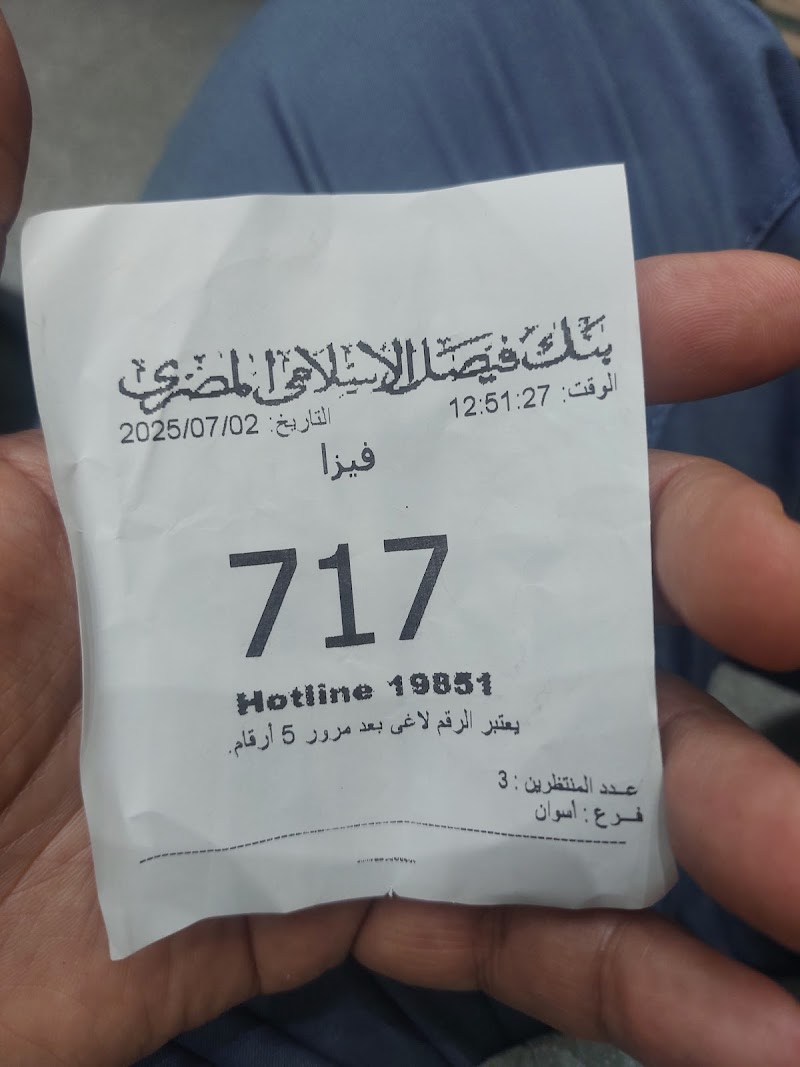 بنك فيصل الإسلامي المصري
الوقت: 12:51:27 التاريخ: 2025/07/02
فيزا
717
Hotline 19851
يعتبر الرقم لاغى بعد مرور 5 أرقام.
عدد المنتظرين : 3
فرع : أسوان